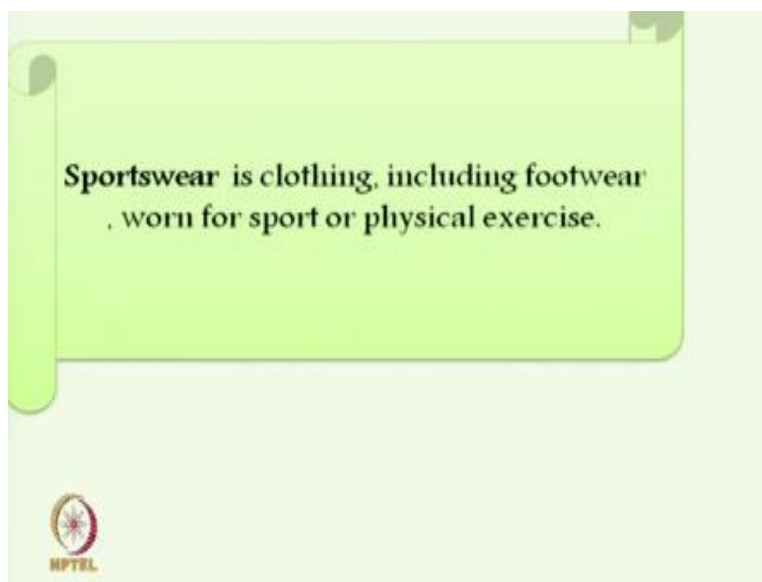 Sportswear is clothing, including footwear
, worn for sport or physical exercise.
NPTEL